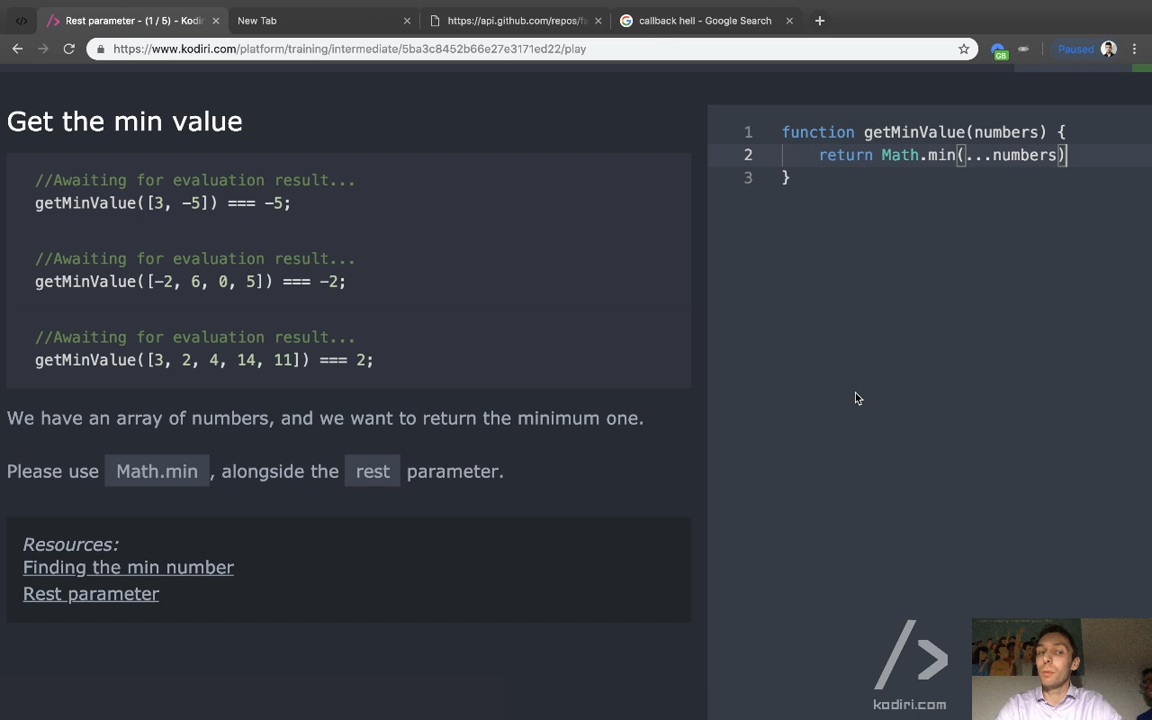 Rest parameter - (1 / 5) - Kodir
New Tab
https://api.github.com/repos/fa
callback hell - Google Search
https://www.kodiri.com/platform/training/intermediate/5ba3c8452b66e27e3171ed22/play
GB
Paused
Get the min value
//Awaiting for evaluation result...
getMinValue([3, -5]) === -5;
//Awaiting for evaluation result...
getMinValue([-2, 6, 0, 5]) === -2;
//Awaiting for evaluation result...
getMinValue([3, 2, 4, 14, 11]) === 2;
We have an array of numbers, and we want to return the minimum one.
Please use Math.min , alongside the rest parameter.
Resources:
Finding the min number
Rest parameter
1 function getMinValue(numbers) {
2 return Math.min(...numbers)
3 }
kodiri.com